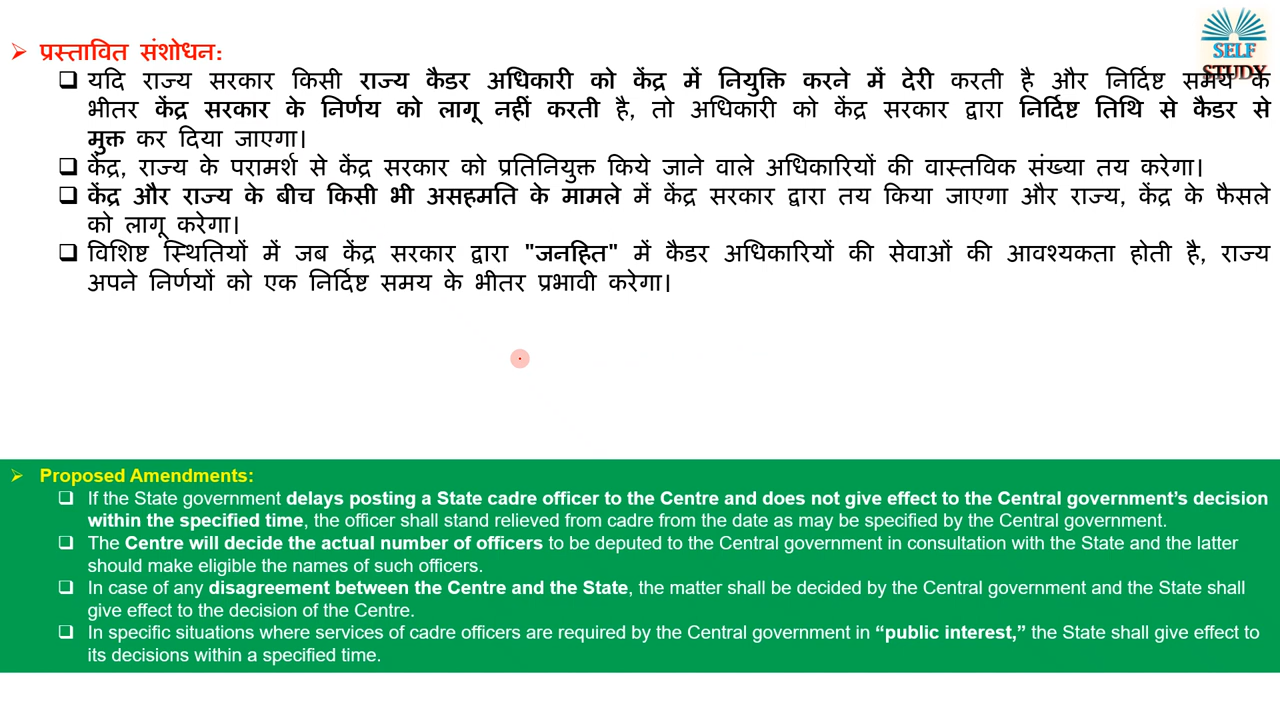 SELF
STUDY
➢ प्रस्तावित संशोधन:
❑ यदि राज्य सरकार किसी राज्य कैडर अधिकारी को केंद्र में नियुक्ति करने में देरी करती है और निर्दिष्ट समय के
भीतर केंद्र सरकार के निर्णय को लागू नहीं करती है, तो अधिकारी को केंद्र सरकार द्वारा निर्दिष्ट तिथि से कैडर से
मुक्त कर दिया जाएगा।
❑ केंद्र, राज्य के परामर्श से केंद्र सरकार को प्रतिनियुक्त किये जाने वाले अधिकारियों की वास्तविक संख्या तय करेगा।
❑ केंद्र और राज्य के बीच किसी भी असहमति के मामले में केंद्र सरकार द्वारा तय किया जाएगा और राज्य, केंद्र के फैसले
को लागू करेगा।
❑ विशिष्ट स्थितियों में जब केंद्र सरकार द्वारा "जनहित" में कैडर अधिकारियों की सेवाओं की आवश्यकता होती है, राज्य
अपने निर्णयों को एक निर्दिष्ट समय के भीतर प्रभावी करेगा।
➢ Proposed Amendments:
❑ If the State government delays posting a State cadre officer to the Centre and does not give effect to the Central government’s decision
within the specified time, the officer shall stand relieved from cadre from the date as may be specified by the Central government.
❑ The Centre will decide the actual number of officers to be deputed to the Central government in consultation with the State and the latter
should make eligible the names of such officers.
❑ In case of any disagreement between the Centre and the State, the matter shall be decided by the Central government and the State shall
give effect to the decision of the Centre.
❑ In specific situations where services of cadre officers are required by the Central government in “public interest,” the State shall give effect to
its decisions within a specified time.